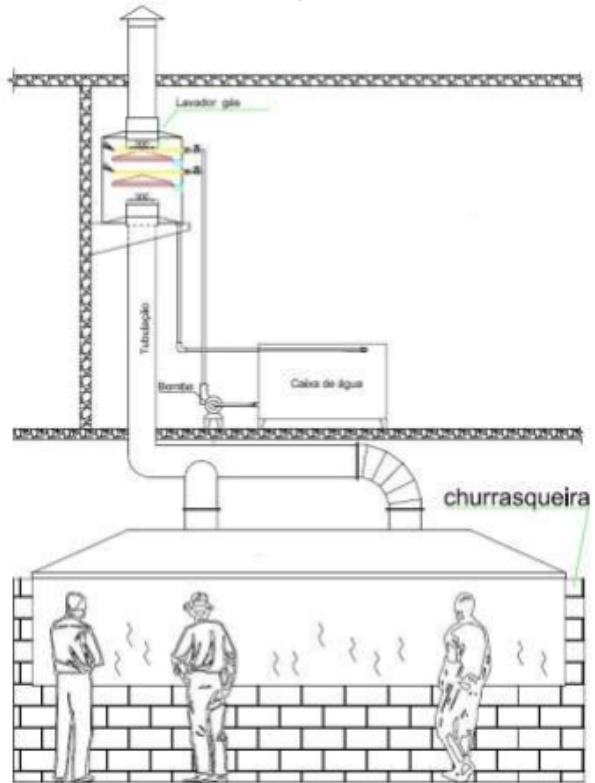 Lavador gás
Tubulação
Bomba
Caixa de água
churrasqueira